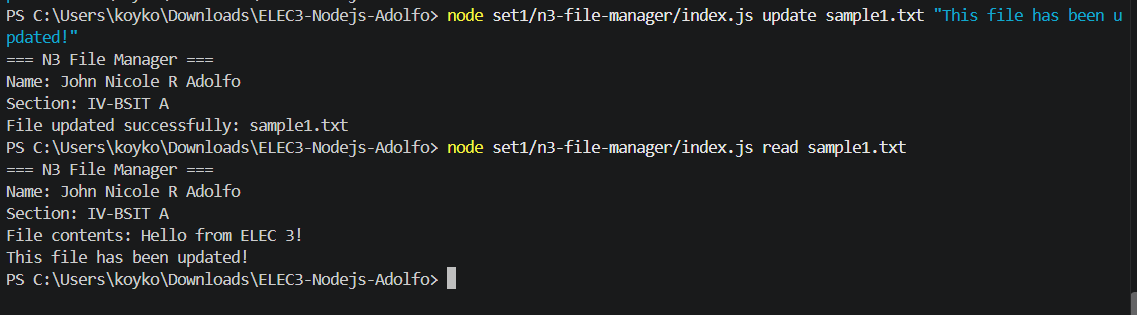 PS C:\Users\koyko\Downloads\ELEC3-Nodejs-Adolfo> node set1/n3-file-manager/index.js update sample1.txt "This file has been u
pdated!"
=== N3 File Manager ===
Name: John Nicole R Adolfo
Section: IV-BSIT A
File updated successfully: sample1.txt
PS C:\Users\koyko\Downloads\ELEC3-Nodejs-Adolfo> node set1/n3-file-manager/index.js read sample1.txt
=== N3 File Manager ===
Name: John Nicole R Adolfo
Section: IV-BSIT A
File contents: Hello from ELEC 3!
This file has been updated!
PS C:\Users\koyko\Downloads\ELEC3-Nodejs-Adolfo>